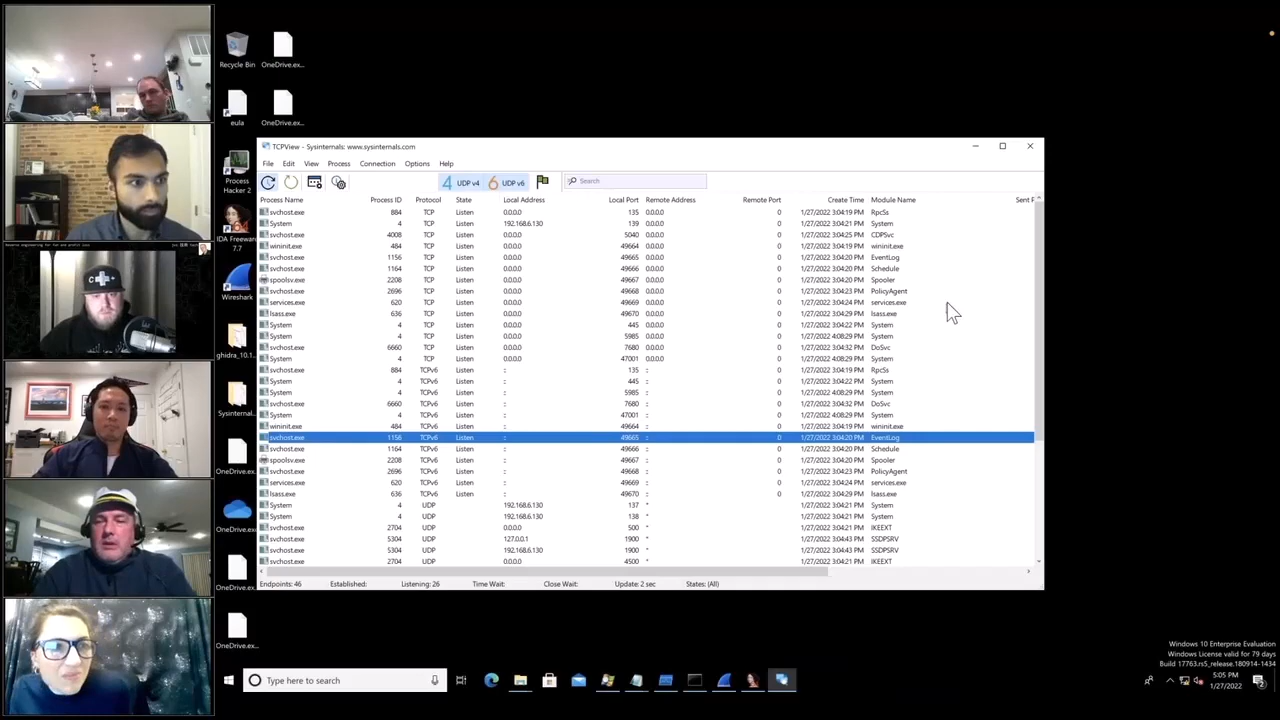 Recycle Bin
OneDrive.ex...
eula
OneDrive.ex...
Process
Hacker 2
IDA Freeware
7.7
Wireshark
ghidra_10.1...
Sysinternal...
OneDrive.ex...
OneDrive.exe
OneDrive.ex...
OneDrive.ex...
TCPView - Sysinternals: www.sysinternals.com
File Edit View Process Connection Options Help
4 UDP v4 6 UDP v6 Search
Process Name Process ID Protocol State Local Address Local Port Remote Address Remote Port Create Time Module Name Sent P
svchost.exe 884 TCP Listen 0.0.0.0 135 0.0.0.0 0 1/27/2022 3:04:19 PM RpcSs
System 4 TCP Listen 192.168.6.130 139 0.0.0.0 0 1/27/2022 3:04:21 PM System
svchost.exe 4008 TCP Listen 0.0.0.0 5040 0.0.0.0 0 1/27/2022 3:04:25 PM CDPSvc
wininit.exe 484 TCP Listen 0.0.0.0 49664 0.0.0.0 0 1/27/2022 3:04:19 PM wininit.exe
svchost.exe 1156 TCP Listen 0.0.0.0 49665 0.0.0.0 0 1/27/2022 3:04:20 PM EventLog
svchost.exe 1164 TCP Listen 0.0.0.0 49666 0.0.0.0 0 1/27/2022 3:04:20 PM Schedule
spoolsv.exe 2208 TCP Listen 0.0.0.0 49667 0.0.0.0 0 1/27/2022 3:04:20 PM Spooler
svchost.exe 2696 TCP Listen 0.0.0.0 49668 0.0.0.0 0 1/27/2022 3:04:23 PM PolicyAgent
services.exe 620 TCP Listen 0.0.0.0 49669 0.0.0.0 0 1/27/2022 3:04:24 PM services.exe
lsass.exe 636 TCP Listen 0.0.0.0 49670 0.0.0.0 0 1/27/2022 3:04:29 PM lsass.exe
System 4 TCP Listen 0.0.0.0 445 0.0.0.0 0 1/27/2022 3:04:22 PM System
System 4 TCP Listen 0.0.0.0 5985 0.0.0.0 0 1/27/2022 4:08:29 PM System
svchost.exe 6660 TCP Listen 0.0.0.0 7680 0.0.0.0 0 1/27/2022 3:04:32 PM DoSvc
System 4 TCP Listen 0.0.0.0 47001 0.0.0.0 0 1/27/2022 4:08:29 PM System
svchost.exe 884 TCPv6 Listen :: 135 :: 0 1/27/2022 3:04:19 PM RpcSs
System 4 TCPv6 Listen :: 445 :: 0 1/27/2022 3:04:22 PM System
System 4 TCPv6 Listen :: 5985 :: 0 1/27/2022 4:08:29 PM System
svchost.exe 6660 TCPv6 Listen :: 7680 :: 0 1/27/2022 3:04:32 PM DoSvc
System 4 TCPv6 Listen :: 47001 :: 0 1/27/2022 4:08:29 PM System
wininit.exe 484 TCPv6 Listen :: 49664 :: 0 1/27/2022 3:04:19 PM wininit.exe
svchost.exe 1156 TCPv6 Listen :: 49665 :: 0 1/27/2022 3:04:20 PM EventLog
svchost.exe 1164 TCPv6 Listen :: 49666 :: 0 1/27/2022 3:04:20 PM Schedule
spoolsv.exe 2208 TCPv6 Listen :: 49667 :: 0 1/27/2022 3:04:20 PM Spooler
svchost.exe 2696 TCPv6 Listen :: 49668 :: 0 1/27/2022 3:04:23 PM PolicyAgent
services.exe 620 TCPv6 Listen :: 49669 :: 0 1/27/2022 3:04:24 PM services.exe
lsass.exe 636 TCPv6 Listen :: 49670 :: 0 1/27/2022 3:04:29 PM lsass.exe
System 4 UDP 192.168.6.130 137 * 1/27/2022 3:04:21 PM System
System 4 UDP 192.168.6.130 138 * 1/27/2022 3:04:21 PM System
svchost.exe 2704 UDP 0.0.0.0 500 * 1/27/2022 3:04:21 PM IKEEXT
svchost.exe 5304 UDP 127.0.0.1 1900 * 1/27/2022 3:04:43 PM SSDPSRV
svchost.exe 5304 UDP 192.168.6.130 1900 * 1/27/2022 3:04:43 PM SSDPSRV
svchost.exe 2704 UDP 0.0.0.0 4500 * 1/27/2022 3:04:21 PM IKEEXT
Endpoints: 46 Established: Listening: 26 Time Wait: Close Wait: Update: 2 sec States: (All)
Windows 10 Enterprise Evaluation
Windows License valid for 79 days
Build 17763.rs5_release.180914-1434
Type here to search
5:05 PM
1/27/2022
2